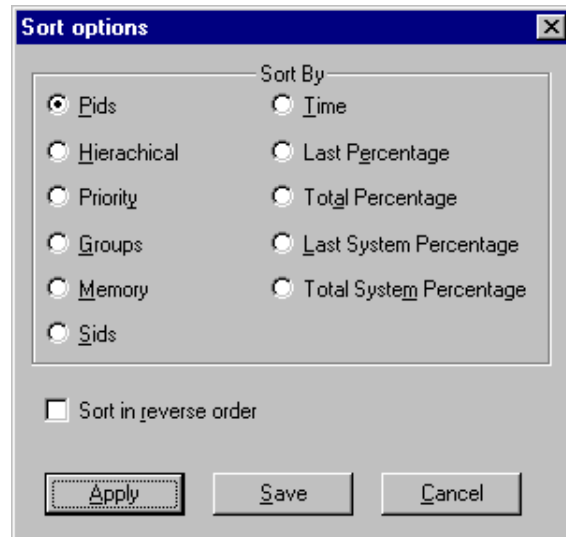 Sort options
Sort By
Pids
Hierachical
Priority
Groups
Memory
Sids
Time
Last Percentage
Total Percentage
Last System Percentage
Total System Percentage
Sort in reverse order
Apply
Save
Cancel